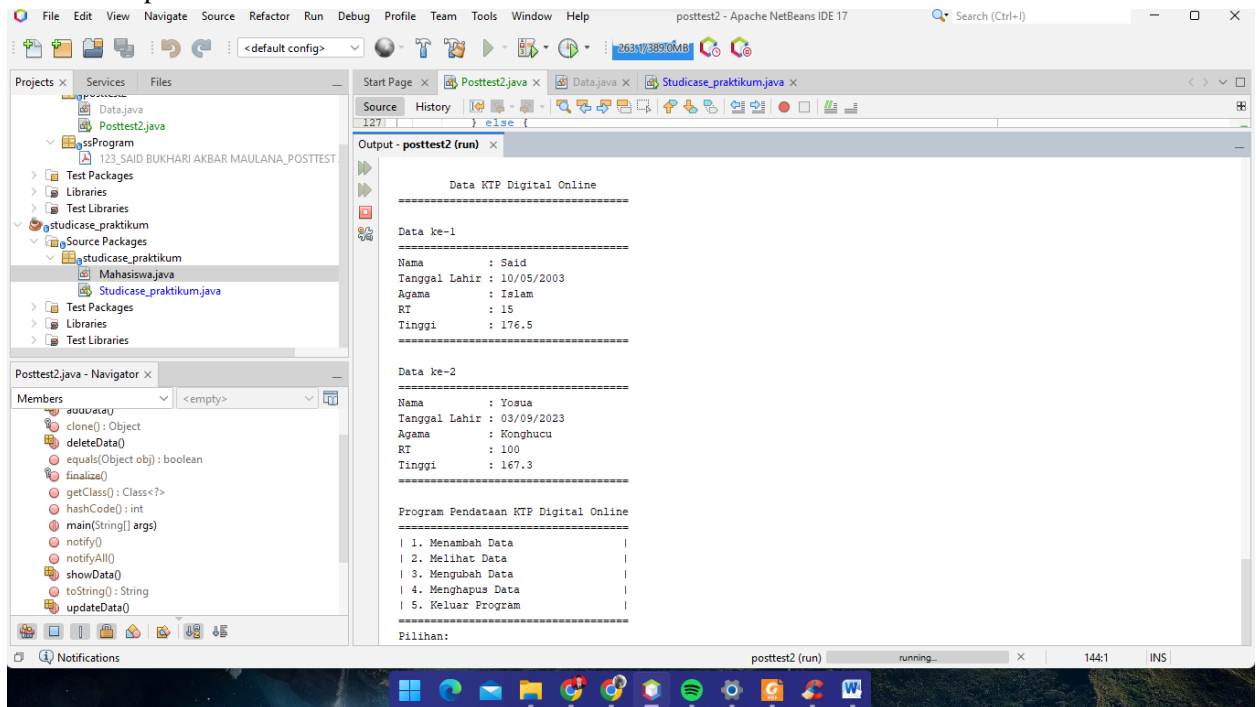 File Edit View Navigate Source Refactor Run Debug Profile Team Tools Window Help posttest2 - Apache NetBeans IDE 17 Search (Ctrl+I)
<default config> 263.1/389.0MB
Projects Services Files
Data.java
Posttest2.java
ssProgram
123_SAID BUKHARI AKBAR MAULANA_POSTTEST
Test Packages
Libraries
Test Libraries
studicase_praktikum
Source Packages
studicase_praktikum
Mahasiswa.java
Studicase_praktikum.java
Test Packages
Libraries
Test Libraries
Posttest2.java - Navigator
Members <empty>
addData()
clone() : Object
deleteData()
equals(Object obj) : boolean
finalize()
getClass() : Class<?>
hashCode() : int
main(String[] args)
notify()
notifyAll()
showData()
toString() : String
updateData()
Start Page Posttest2.java Data.java Studicase_praktikum.java
Source History
127 } else {
Output - posttest2 (run)
Data KTP Digital Online
====================================
Data ke-1
====================================
Nama : Said
Tanggal Lahir : 10/05/2003
Agama : Islam
RT : 15
Tinggi : 176.5
====================================
Data ke-2
====================================
Nama : Yosua
Tanggal Lahir : 03/09/2023
Agama : Konghucu
RT : 100
Tinggi : 167.3
====================================
Program Pendataan KTP Digital Online
====================================
| 1. Menambah Data |
| 2. Melihat Data |
| 3. Mengubah Data |
| 4. Menghapus Data |
| 5. Keluar Program |
====================================
Pilihan:
Notifications posttest2 (run) running... 144:1 INS